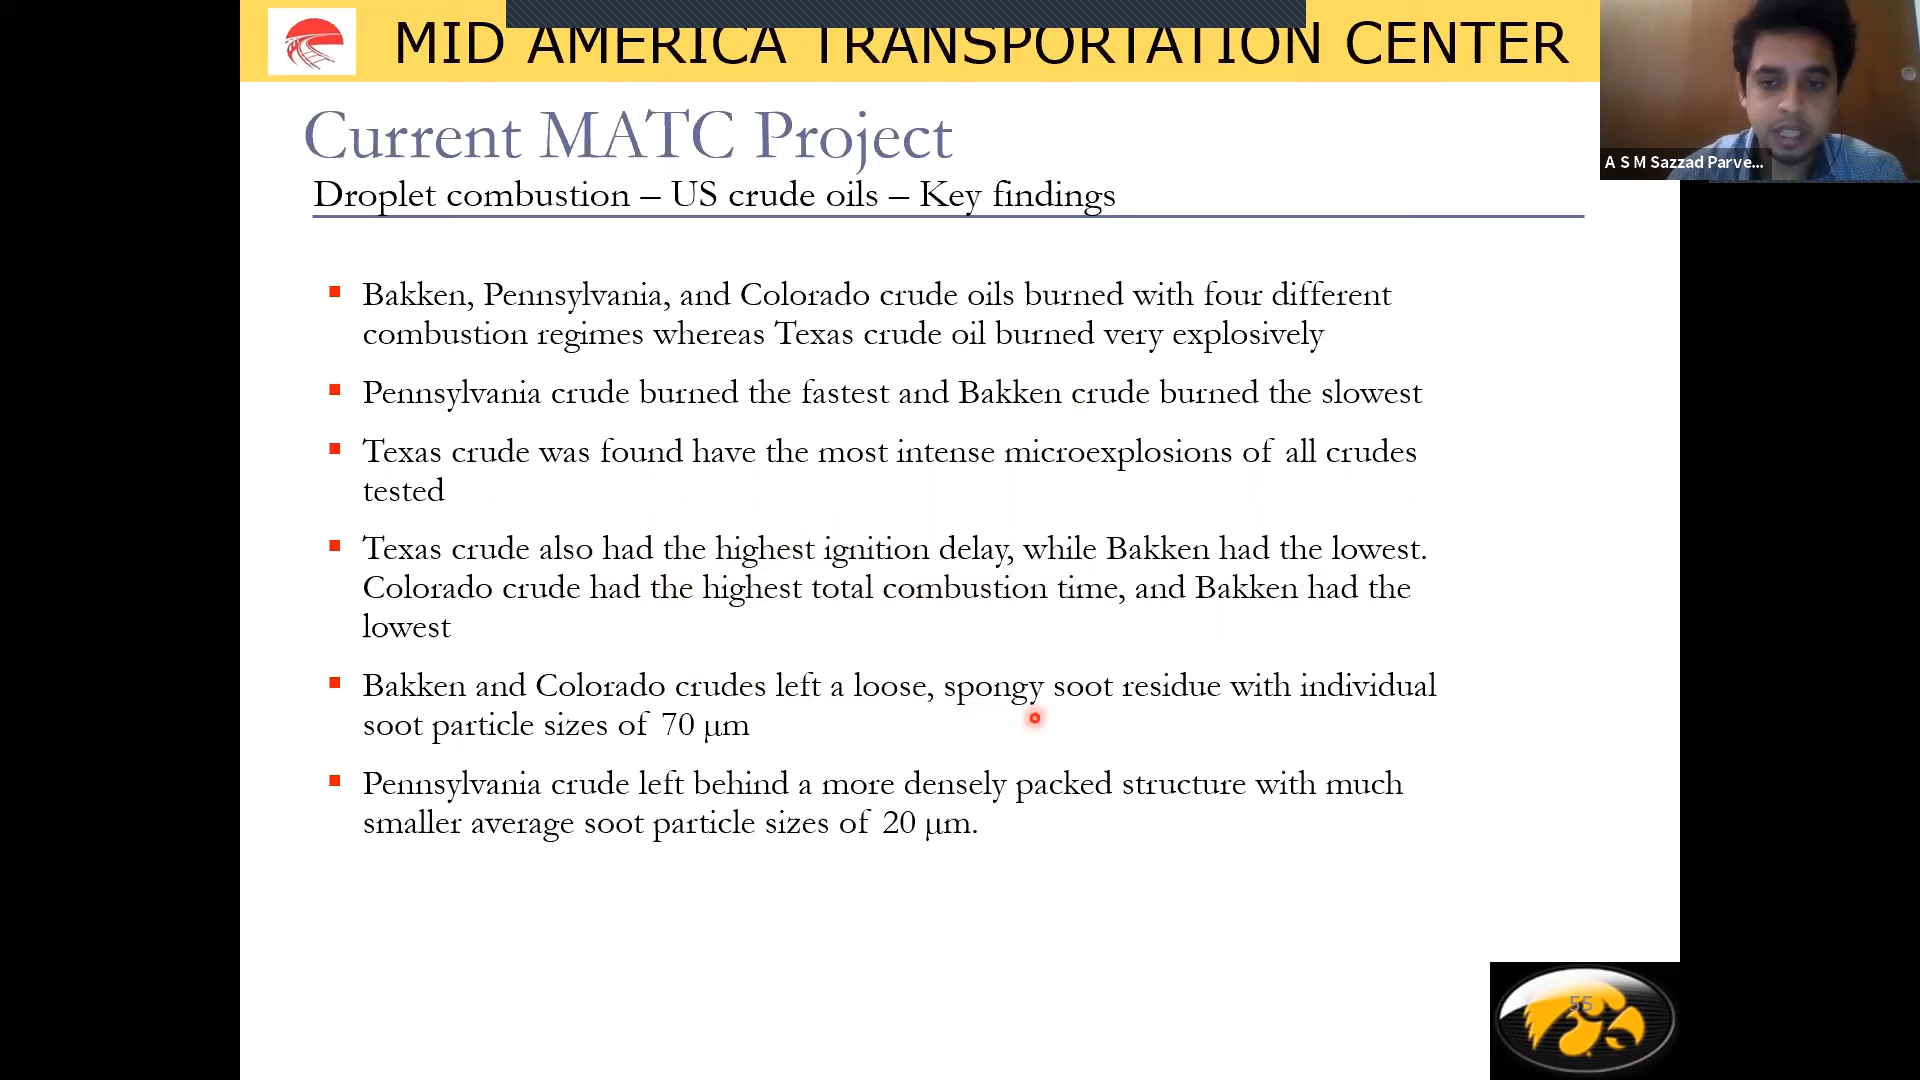 MID AMERICA TRANSPORTATION CENTER
A S M Sazzad Parve...
Current MATC Project
Droplet combustion – US crude oils – Key findings
▪ Bakken, Pennsylvania, and Colorado crude oils burned with four different
combustion regimes whereas Texas crude oil burned very explosively
▪ Pennsylvania crude burned the fastest and Bakken crude burned the slowest
▪ Texas crude was found have the most intense microexplosions of all crudes
tested
▪ Texas crude also had the highest ignition delay, while Bakken had the lowest.
Colorado crude had the highest total combustion time, and Bakken had the
lowest
▪ Bakken and Colorado crudes left a loose, spongy soot residue with individual
soot particle sizes of 70 μm
▪ Pennsylvania crude left behind a more densely packed structure with much
smaller average soot particle sizes of 20 μm.
55